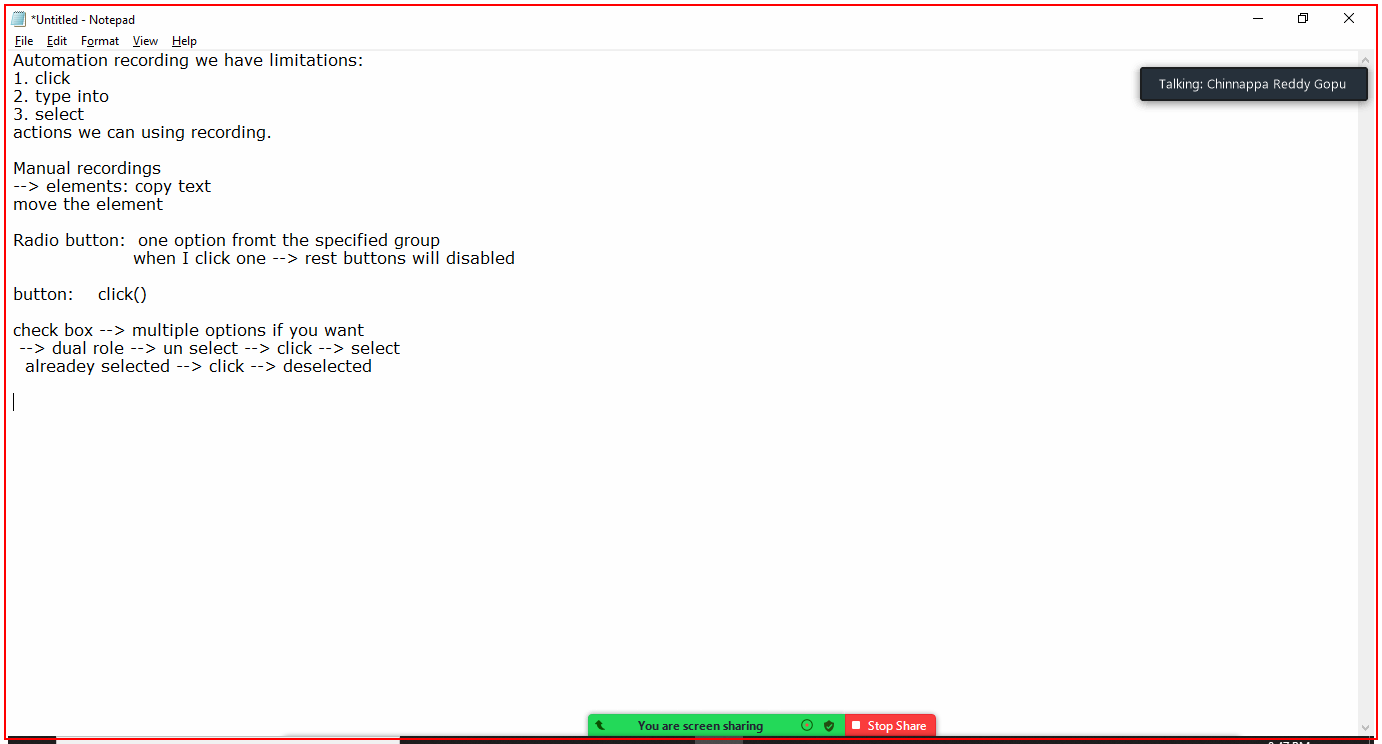 *Untitled - Notepad
File Edit Format View Help
Automation recording we have limitations:
1. click
2. type into
3. select
actions we can using recording.
Manual recordings
--> elements: copy text
move the element
Radio button:  one option fromt the specified group
when I click one --> rest buttons will disabled
button:    click()
check box --> multiple options if you want
--> dual role --> un select --> click --> select
alreadey selected --> click --> deselected
Talking: Chinnappa Reddy Gopu
You are screen sharing
Stop Share